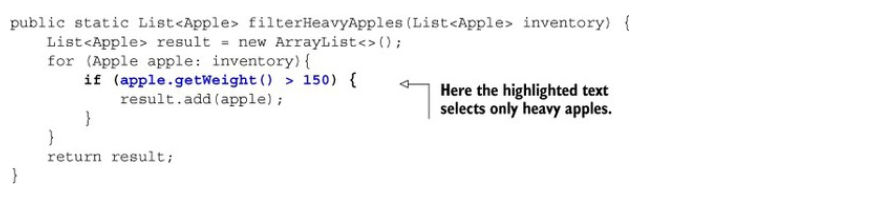 public static List<Apple> filterHeavyApples(List<Apple> inventory) {
    List<Apple> result = new ArrayList<>();
    for (Apple apple: inventory){
        if (apple.getWeight() > 150) {
            result.add(apple);
        }
    }
    return result;
}
Here the highlighted text
selects only heavy apples.